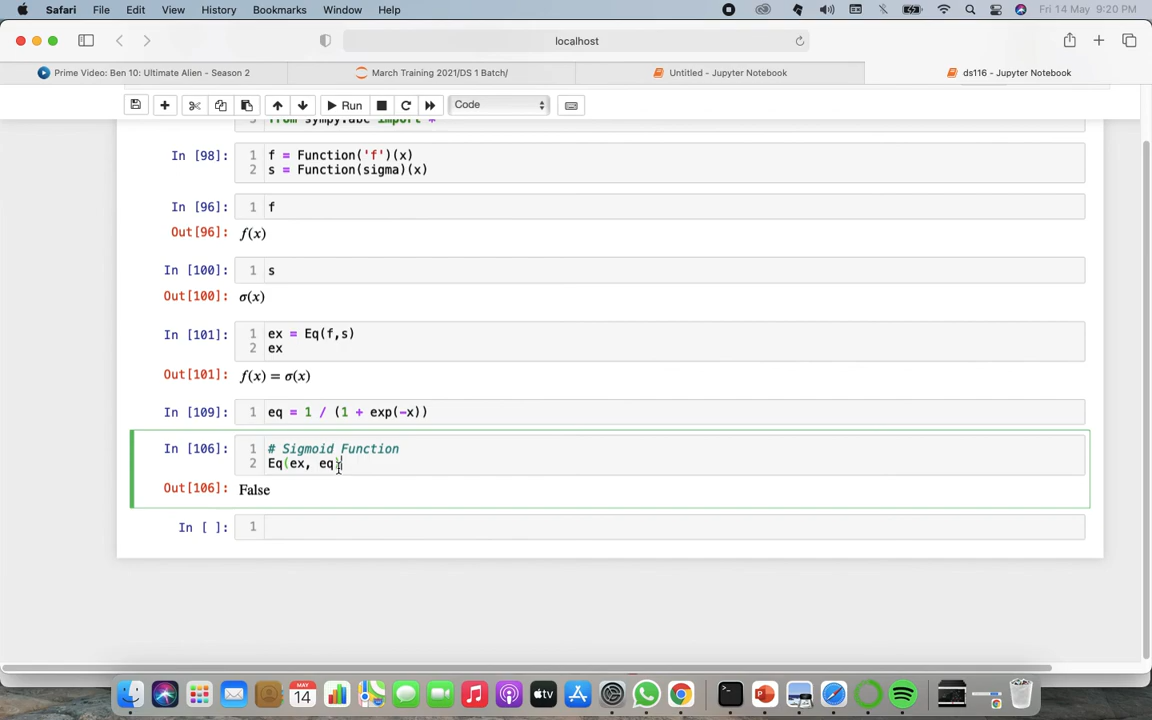 Safari File Edit View History Bookmarks Window Help Fri 14 May 9:20 PM
localhost
Prime Video: Ben 10: Ultimate Alien - Season 2 March Training 2021/DS 1 Batch/ Untitled - Jupyter Notebook ds116 - Jupyter Notebook
Run Code
3 from sympy.abc import *
In [98]: 1 f = Function('f')(x)
2 s = Function(sigma)(x)
In [96]: 1 f
Out[96]: f(x)
In [100]: 1 s
Out[100]: σ(x)
In [101]: 1 ex = Eq(f,s)
2 ex
Out[101]: f(x) = σ(x)
In [109]: 1 eq = 1 / (1 + exp(-x))
In [106]: 1 # Sigmoid Function
2 Eq(ex, eq)
Out[106]: False
In [ ]: 1
MAY
14
tv